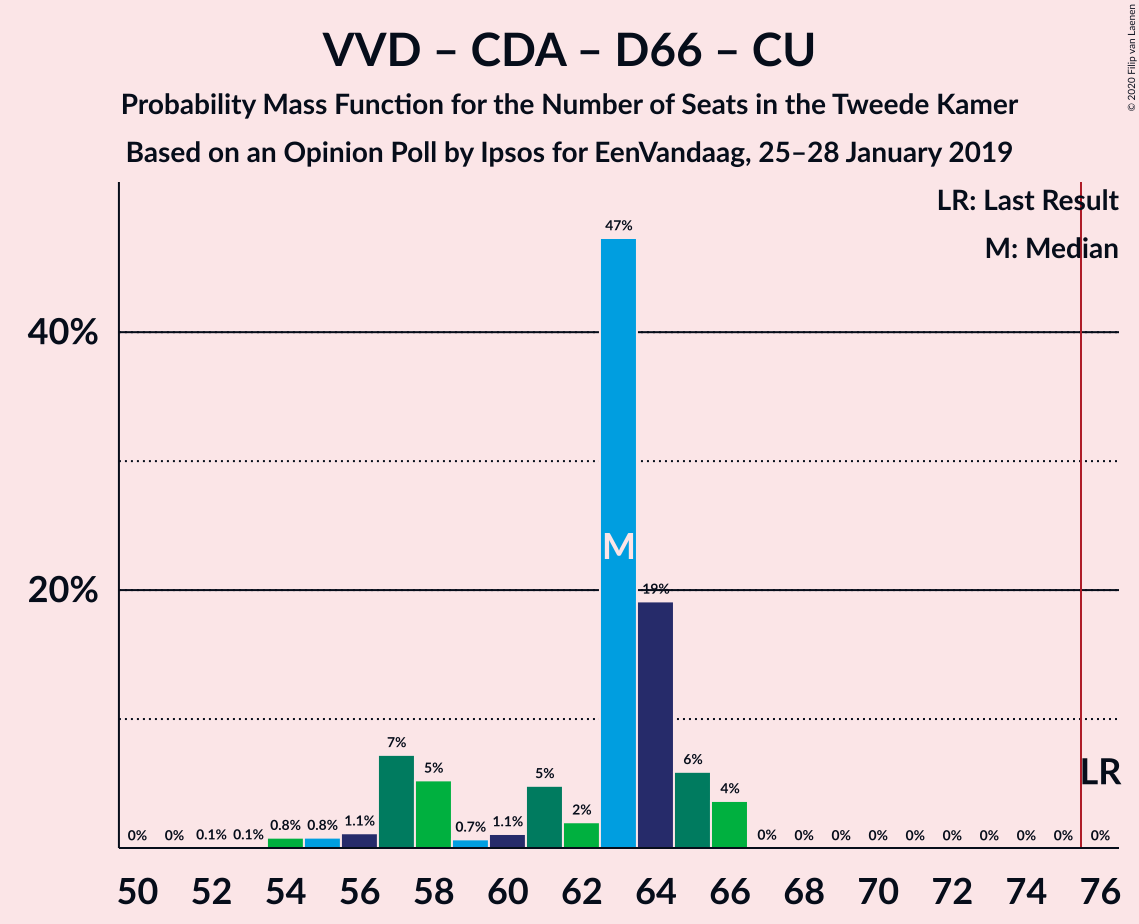 VVD – CDA – D66 – CU
Probability Mass Function for the Number of Seats in the Tweede Kamer
Based on an Opinion Poll by Ipsos for EenVandaag, 25–28 January 2019
© 2020 Filip van Laenen
LR: Last Result
M: Median
40%
20%
0% 0% 0.1% 0.1% 0.8% 0.8% 1.1% 7% 5% 0.7% 1.1% 5% 2% 47% 19% 6% 4% 0% 0% 0% 0% 0% 0% 0% 0% 0% 0%
M
LR
50 52 54 56 58 60 62 64 66 68 70 72 74 76